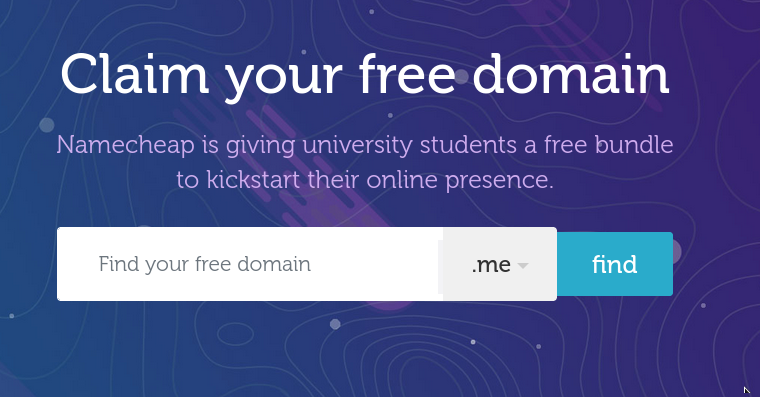 Claim your free domain
Namecheap is giving university students a free bundle
to kickstart their online presence.
Find your free domain .me find